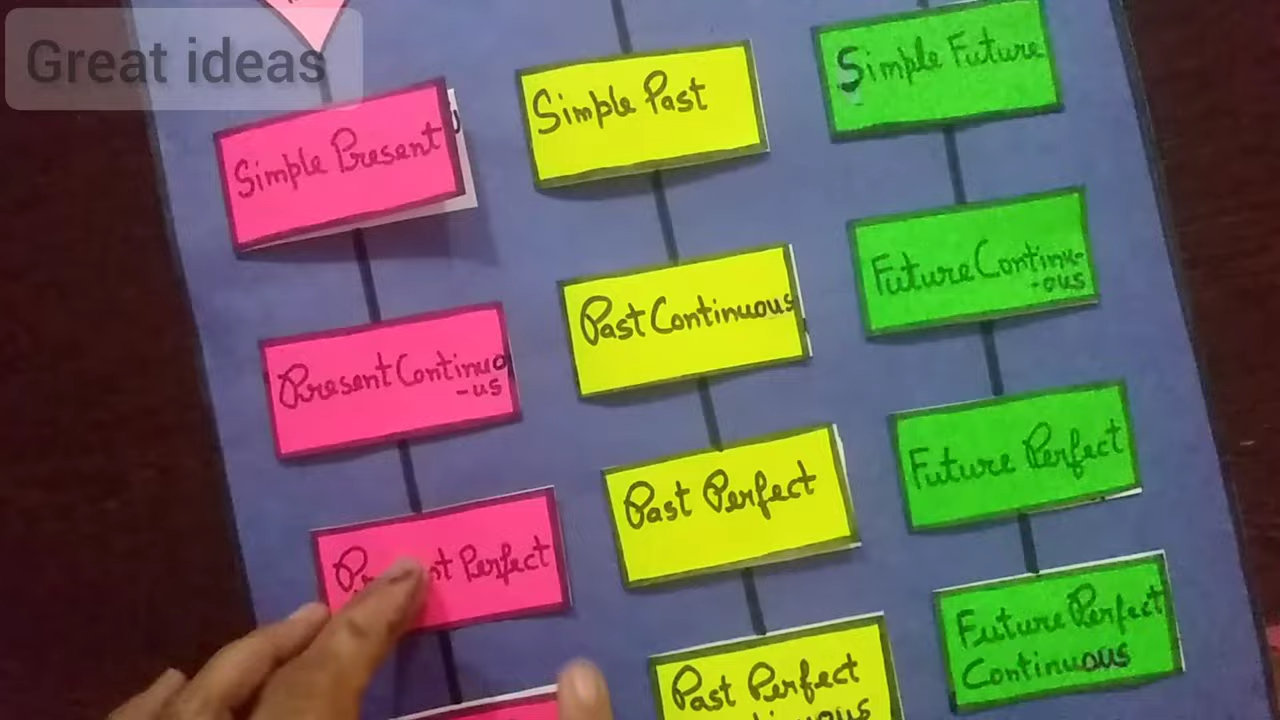 Great ideas
Simple Present
Present Continuo
-us
Perfect
Simple Past
Past Continuous
Past Perfect
Past Perfect
Simple Future
Future Continu-
-ous
Future Perfect
Future Perfect
Continuous